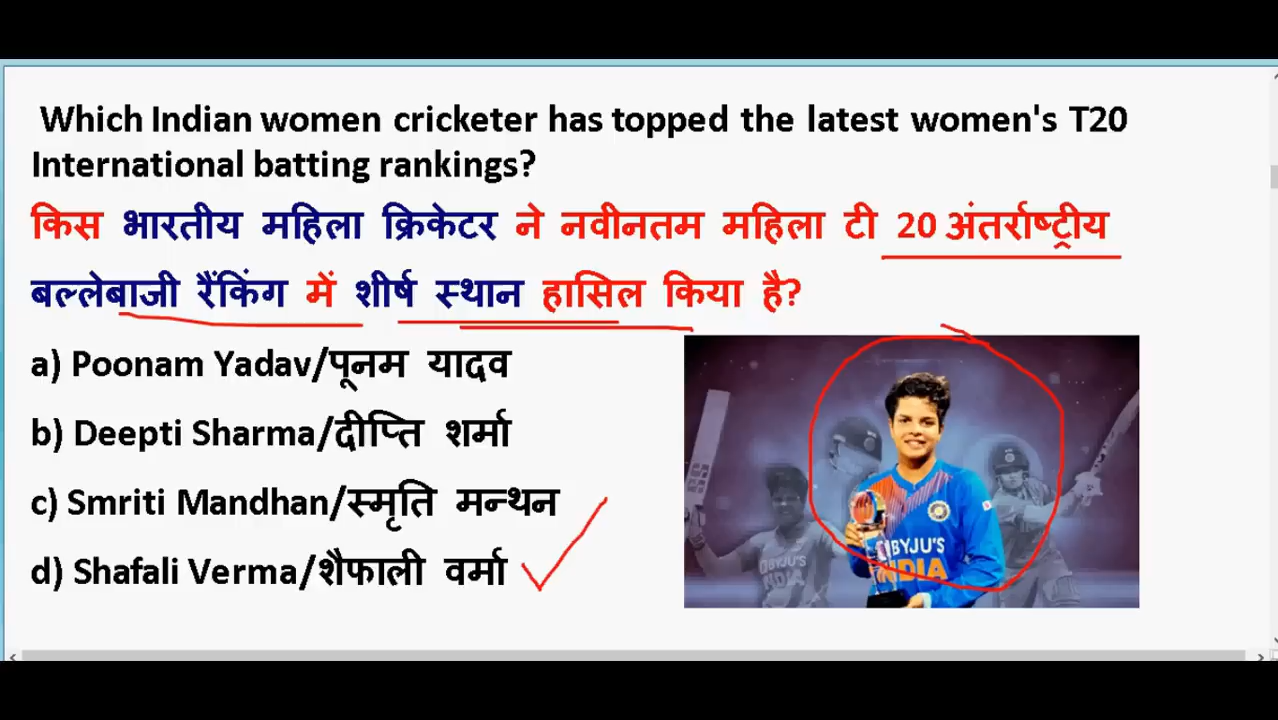 Which Indian women cricketer has topped the latest women's T20
International batting rankings?
किस भारतीय महिला क्रिकेटर ने नवीनतम महिला टी 20 अंतर्राष्ट्रीय
बल्लेबाजी रैंकिंग में शीर्ष स्थान हासिल किया है?
a) Poonam Yadav/पूनम यादव
b) Deepti Sharma/दीप्ति शर्मा
c) Smriti Mandhan/स्मृति मन्थन
d) Shafali Verma/शैफाली वर्मा
BYJU'S
INDIA
BYJU'S
INDIA